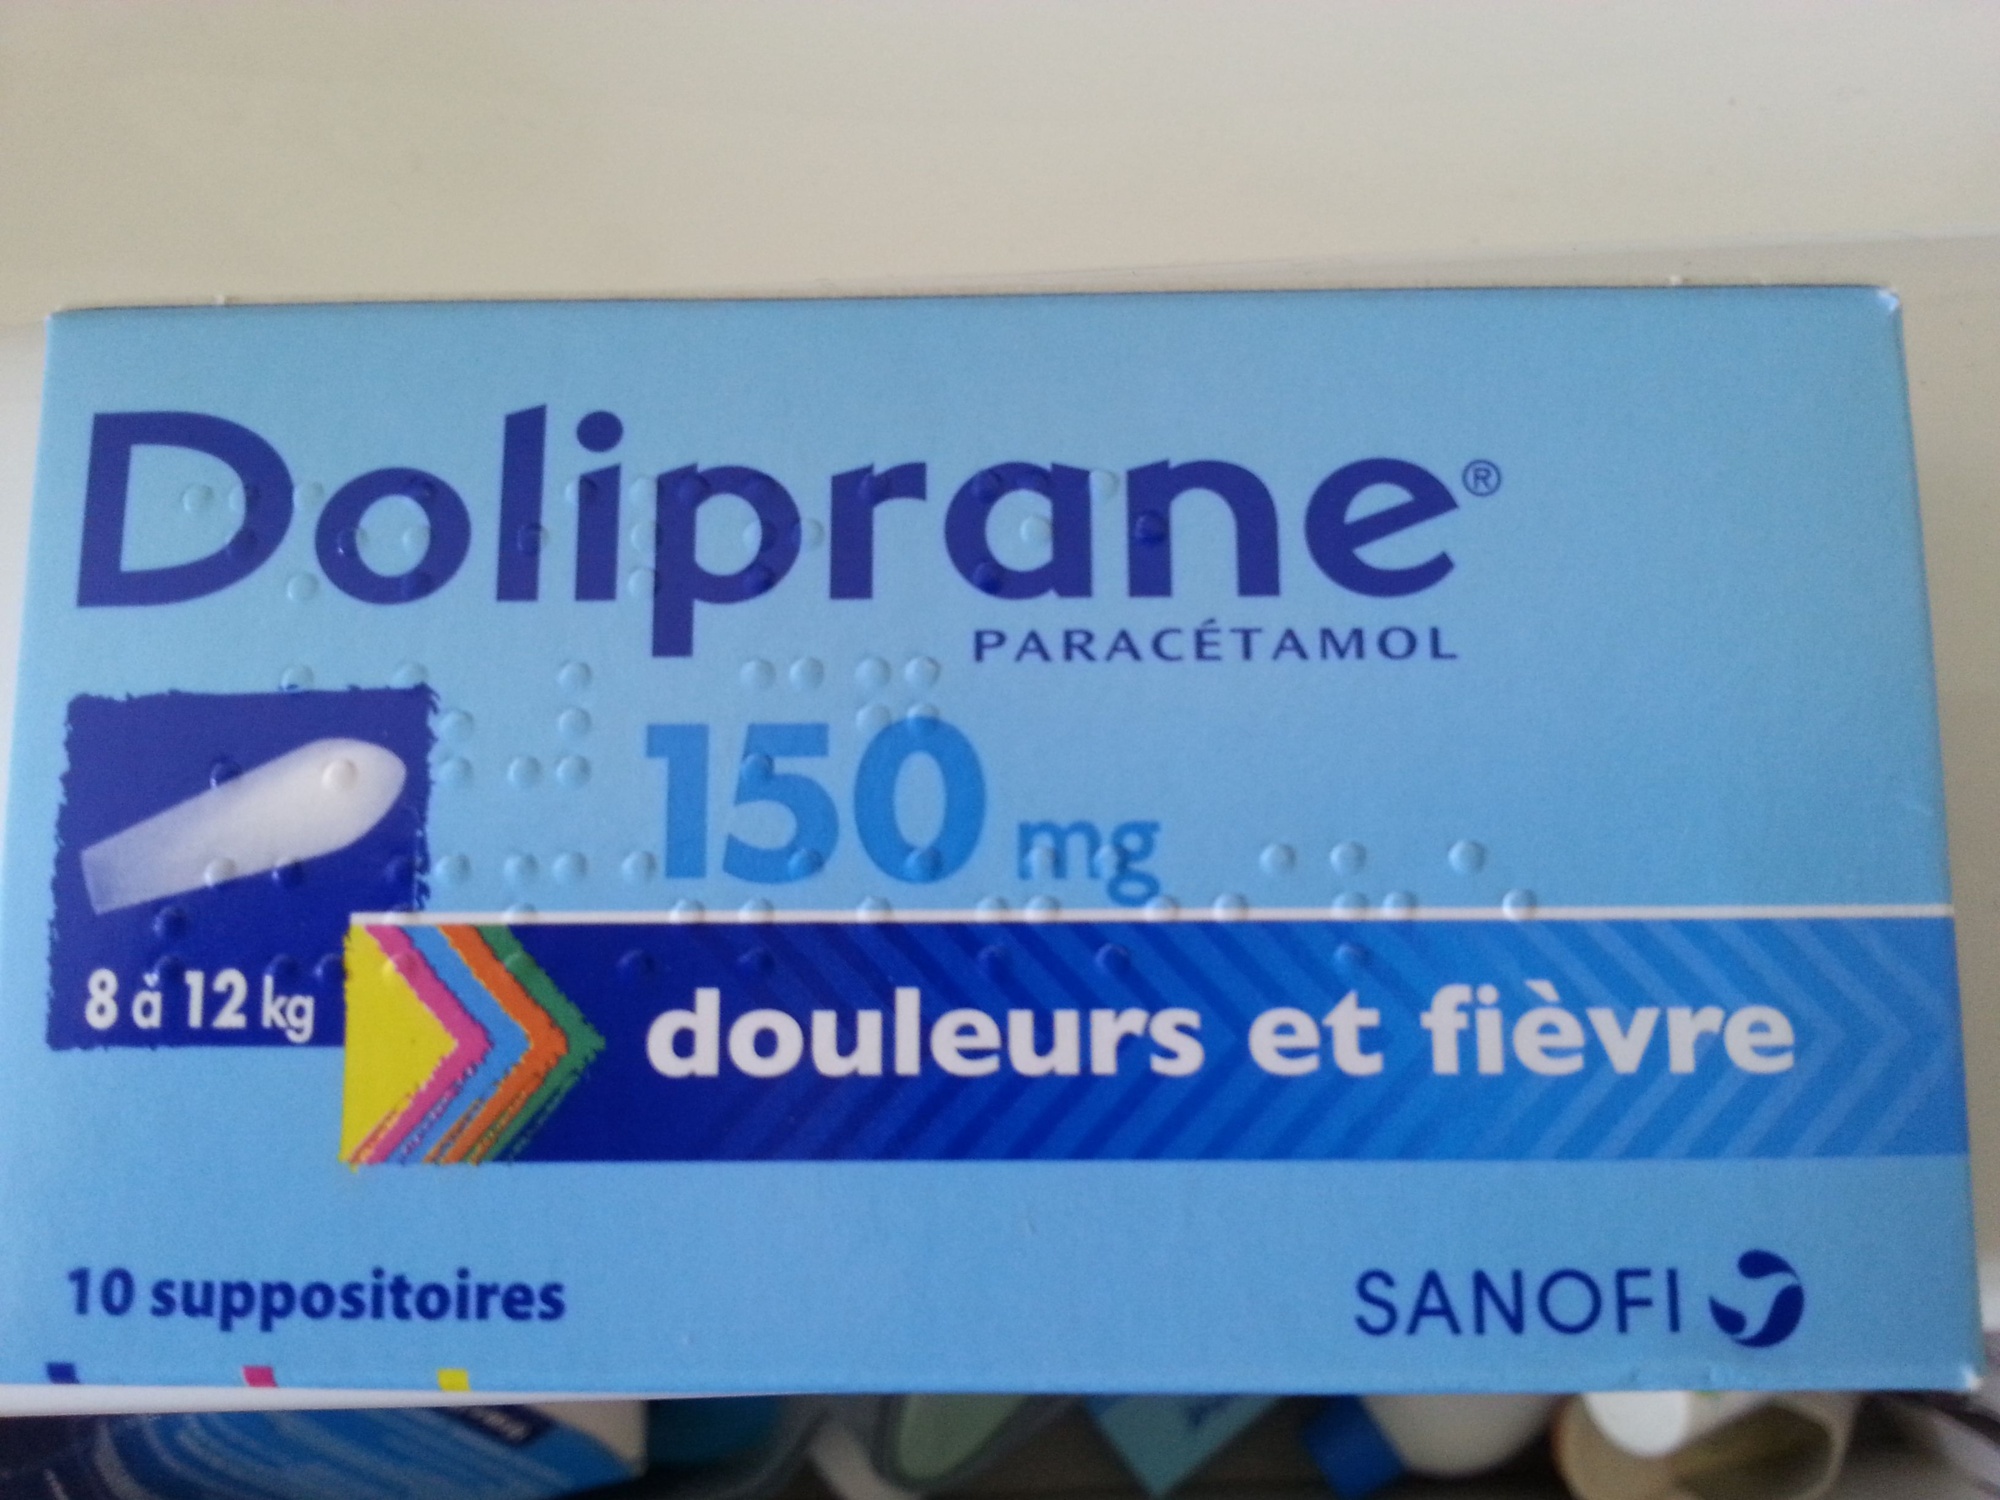 Doliprane®
PARACÉTAMOL
150 mg
8 à 12 kg
douleurs et fièvre
10 suppositoires
SANOFI